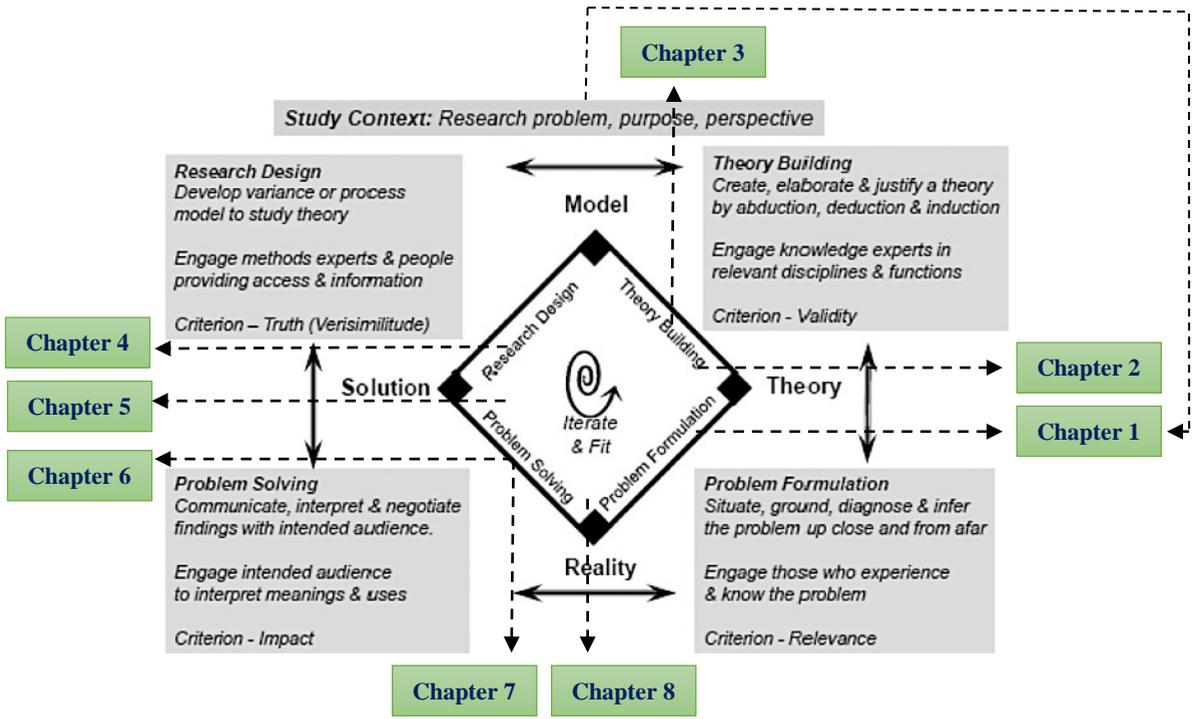 Chapter 3
Study Context: Research problem, purpose, perspective
Research Design
Develop variance or process
model to study theory
Engage methods experts & people
providing access & information
Criterion – Truth (Verisimilitude)
Model
Theory Building
Create, elaborate & justify a theory
by abduction, deduction & induction
Engage knowledge experts in
relevant disciplines & functions
Criterion - Validity
Research Design
Theory Building
Chapter 4
Chapter 5
Chapter 6
Solution
Iterate
& Fit
Theory
Chapter 2
Chapter 1
Problem Solving
Problem Formulation
Problem Solving
Communicate, interpret & negotiate
findings with intended audience.
Engage intended audience
to interpret meanings & uses
Criterion - Impact
Reality
Problem Formulation
Situate, ground, diagnose & infer
the problem up close and from afar
Engage those who experience
& know the problem
Criterion - Relevance
Chapter 7
Chapter 8